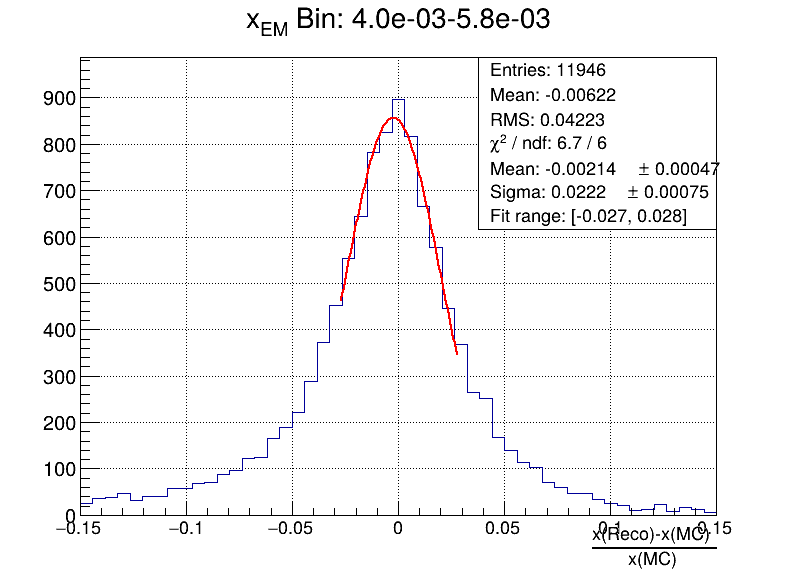 x_EM Bin: 4.0e-03-5.8e-03
Entries: 11946
Mean: -0.00622
RMS: 0.04223
χ² / ndf: 6.7 / 6
Mean: -0.00214 ± 0.00047
Sigma: 0.0222 ± 0.00075
Fit range: [-0.027, 0.028]
900
800
700
600
500
400
300
200
100
0
−0.15 −0.1 −0.05 0 0.05 0.1 0.15
x(Reco)-x(MC)
x(MC)